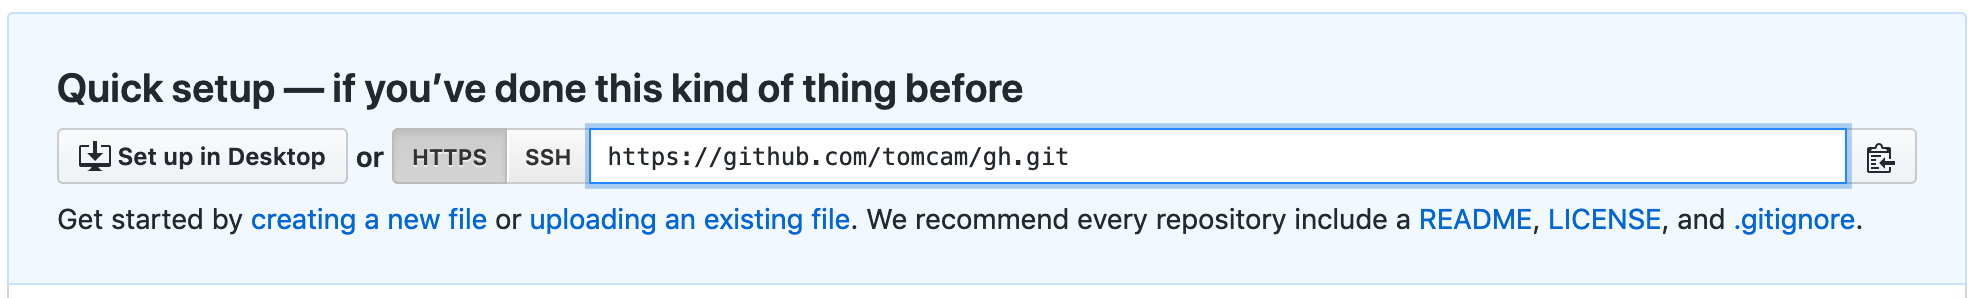 Quick setup — if you’ve done this kind of thing before
Set up in Desktop or HTTPS SSH https://github.com/tomcam/gh.git
Get started by creating a new file or uploading an existing file. We recommend every repository include a README, LICENSE, and .gitignore.